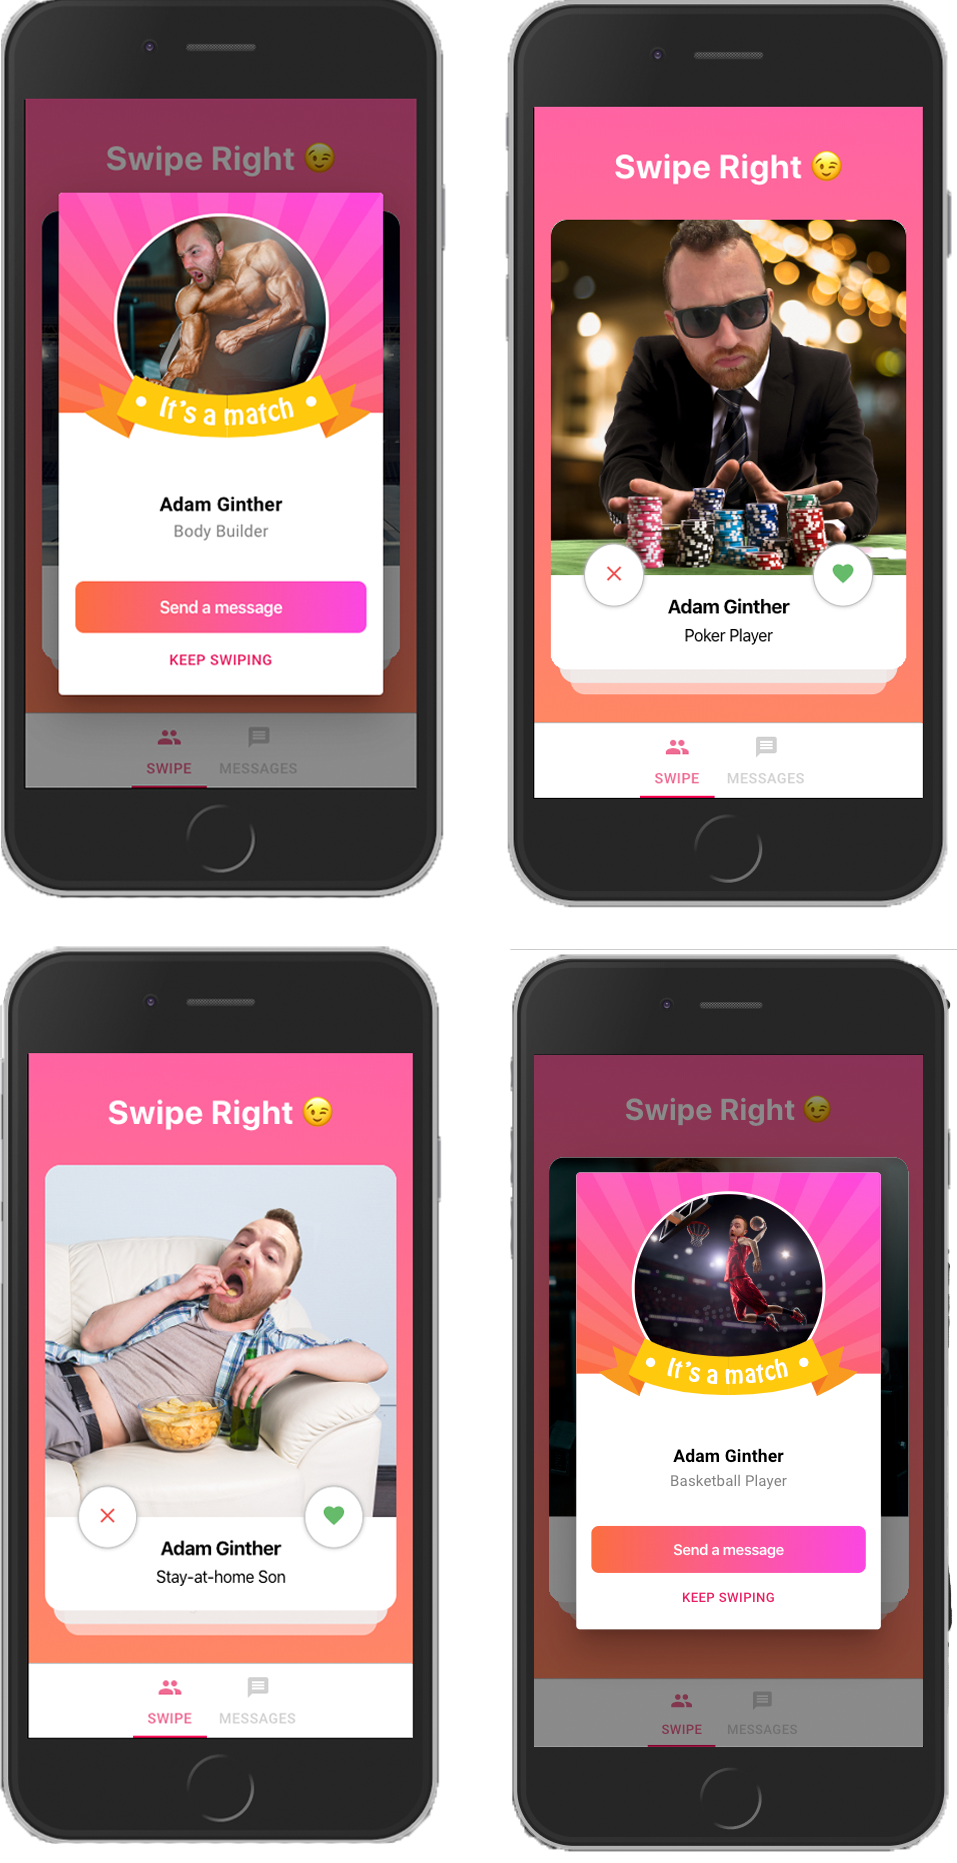 Swipe Right 😉
It's a match
Adam Ginther
Body Builder
Send a message
KEEP SWIPING
SWIPE
MESSAGES
Swipe Right 😉
Adam Ginther
Poker Player
SWIPE
MESSAGES
Swipe Right 😉
Adam Ginther
Stay-at-home Son
SWIPE
MESSAGES
Swipe Right 😉
It's a match
Adam Ginther
Basketball Player
Send a message
KEEP SWIPING
SWIPE
MESSAGES